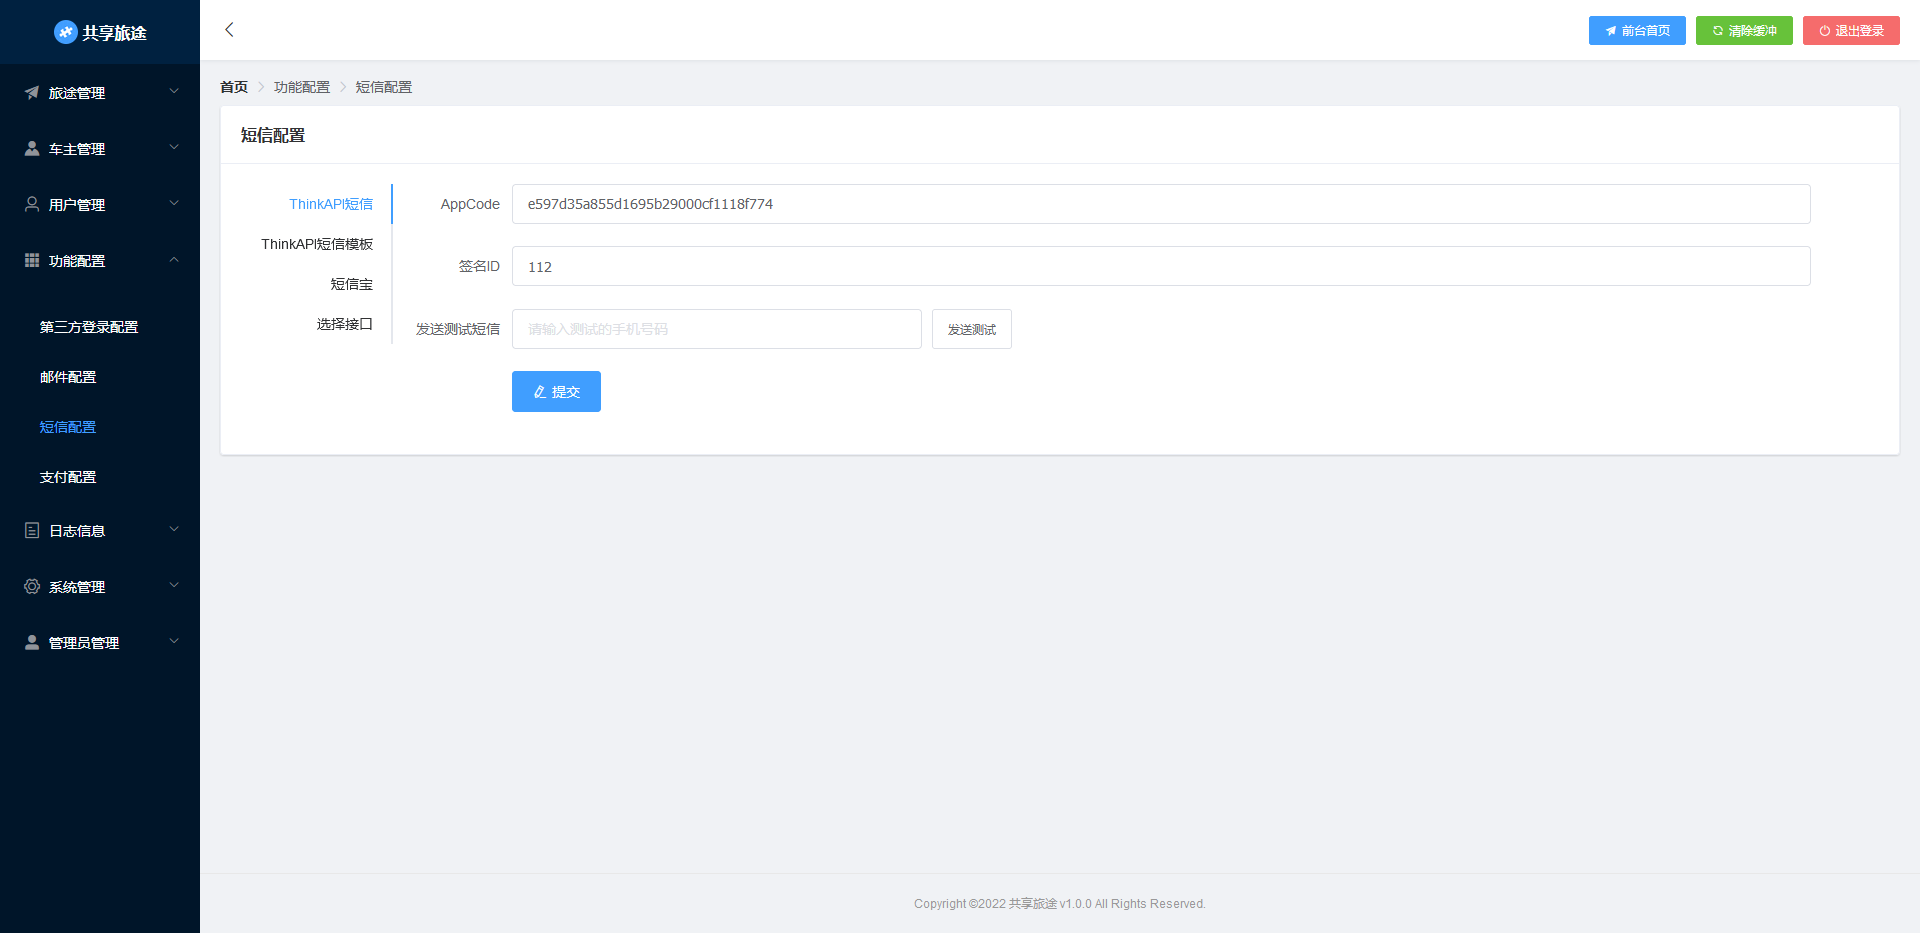 共享旅途
前台首页
清除缓冲
退出登录
旅途管理
车主管理
用户管理
功能配置
第三方登录配置
邮件配置
短信配置
支付配置
日志信息
系统管理
管理员管理
首页 功能配置 短信配置
短信配置
ThinkAPI短信
ThinkAPI短信模板
短信宝
选择接口
AppCode e597d35a855d1695b29000cf1118f774
签名ID 112
发送测试短信 请输入测试的手机号码 发送测试
提交
Copyright ©2022 共享旅途 v1.0.0 All Rights Reserved.